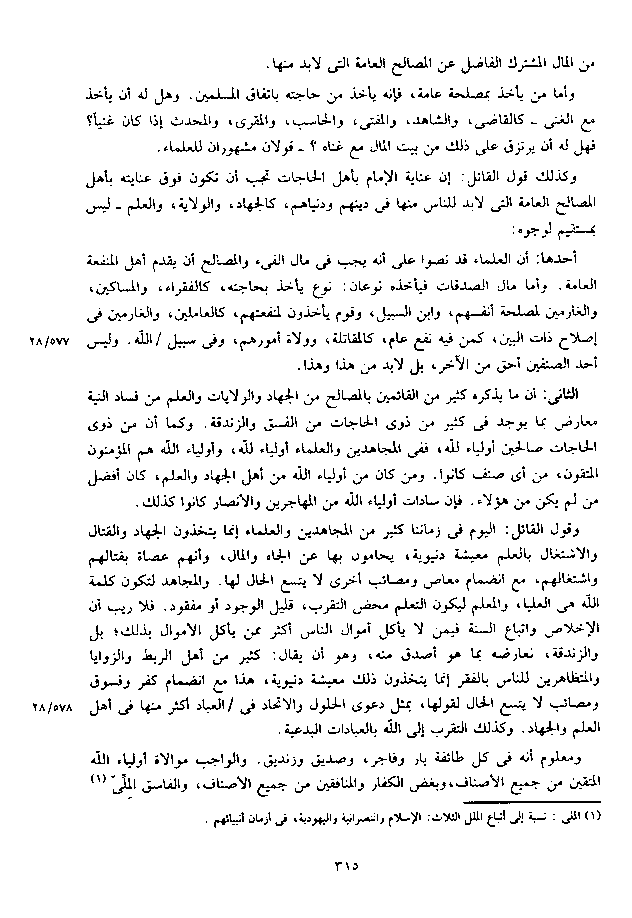 من المال المشترك الفاضل عن المصالح العامة التى لابد منها.
وأما من يأخذ بمصلحة عامة، فإنه يأخذ من حاجته باتفاق المسلمين. وهل له أن يأخذ
مع الغنى ــ كالقاضى، والشاهد، والمفتى، والحاسب، والمقرى، والمحدث إذا كان غنياً؟
فهل له أن يرتزق على ذلك من بيت المال مع غناه ؟ ــ قولان مشهوران للعلماء.
وكذلك قول القائل: إن عناية الإمام بأهل الحاجات تجب أن تكون فوق عنايته بأهل
المصالح العامة التى لابد للناس منها فى دينهم ودنياهم، كالجهاد، والولاية، والعلم ــ ليس
بمستقيم لوجوه:
أحدها: أن العلماء قد نصوا على أنه يجب فى مال الفىء والمصالح أن يقدم أهل المنفعة
العامة. وأما مال الصدقات فيأخذه نوعان: نوع يأخذ بحاجته، كالفقراء، والمساكين،
والغارمين لمصلحة أنفسهم، وابن السبيل، وقوم يأخذون لمنفعتهم، كالعاملين، والغارمين فى
إصلاح ذات البين، كمن فيه نفع عام، كالمقاتلة، وولاة أمورهم، وفى سبيل /الله. وليس ٢٨/٥٧٧
أحد الصنفين أحق من الآخر، بل لابد من هذا وهذا.
الثانى: أن ما يذكره كثير من القائمين بالمصالح من الجهاد والولايات والعلم من فساد النية
معارض بما يوجد فى كثير من ذوى الحاجات من الفسق والزندقة. وكما أن من ذوى
الحاجات صالحين أولياء لله، ففى المجاهدين والعلماء أولياء لله، وأولياء الله هم المؤمنون
المتقون، من أى صنف كانوا. ومن كان من أولياء الله من أهل الجهاد والعلم، كان أفضل
من لم يكن من هؤلاء. فإن سادات أولياء الله من المهاجرين والأنصار كانوا كذلك.
وقول القائل: اليوم فى زماننا كثير من المجاهدين والعلماء إنما يتخذون الجهاد والقتال
والاشتغال بالعلم معيشة دنيوية، يحامون بها عن الجاه والمال، وأنهم عصاة بقتالهم
واشتغالهم، مع انضمام معاص ومصائب أخرى لا يتسع الحال لها. والمجاهد لتكون كلمة
الله هى العليا، والمعلم ليكون التعلم محض التقرب، قليل الوجود أو مفقود. فلا ريب أن
الإخلاص واتباع السنة فيمن لا يأكل أموال الناس أكثر ممن يأكل الأموال بذلك؛ بل
والزندقة، نعارضه بما هو أصدق منه، وهو أن يقال: كثير من أهل الربط والزوايا
والمتظاهرين للناس بالفقر إنما يتخذون ذلك معيشة دنيوية، هذا مع انضمام كفر وفسوق
ومصائب لا يتسع الحال لقولها، بمثل دعوى الحلول والاتحاد فى /العباد أكثر منها فى أهل ٢٨/٥٧٨
العلم والجهاد. وكذلك التقرب إلى الله بالعبادات البدعية.
ومعلوم أنه فى كل طائفة بار وفاجر، وصديق وزنديق. والواجب موالاة أولياء الله
المتقين من جميع الأصناف، وبغض الكفار والمنافقين من جميع الأصناف، والفاسق المِلِّىّ (١)
(١) الملى : نسبة إلى أتباع الملل الثلاث: الإسلام والنصرانية واليهودية، فى أزمان أنبيائهم .
٣١٥